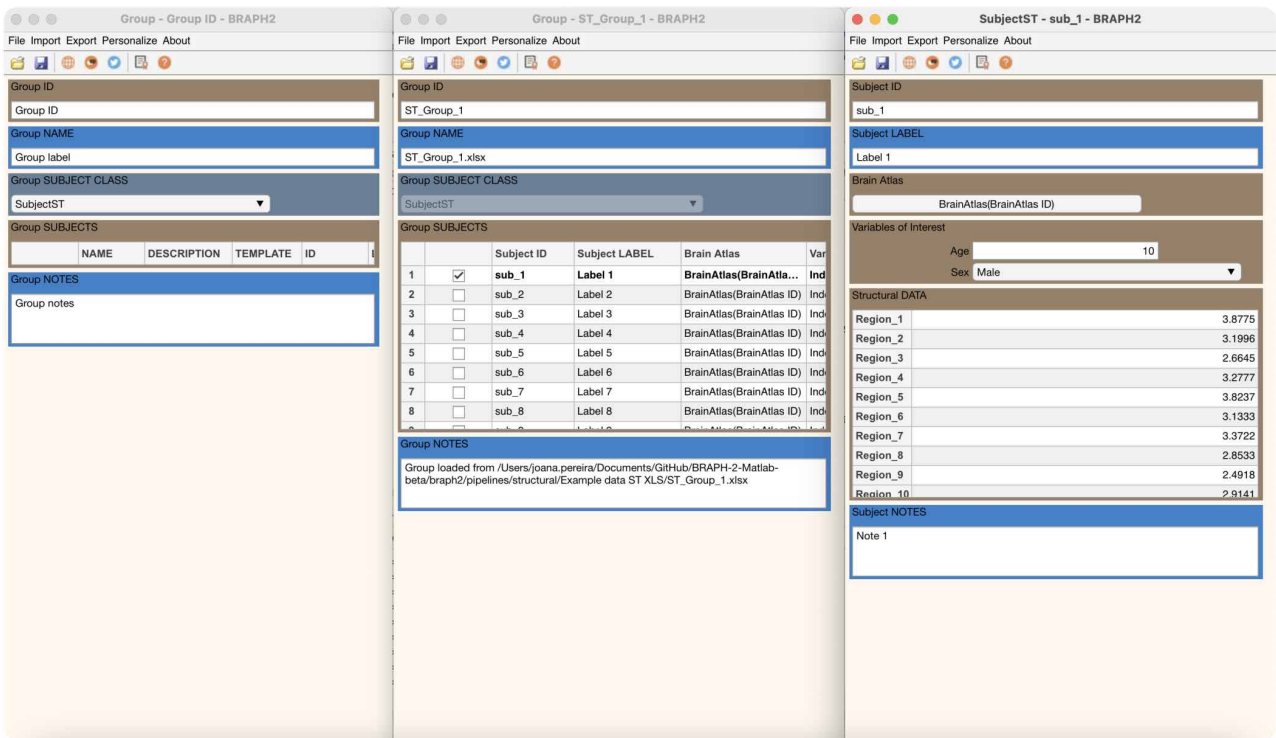 Group - Group ID - BRAPH2
File Import Export Personalize About
Group ID
Group ID
Group NAME
Group label
Group SUBJECT CLASS
SubjectST
Group SUBJECTS
NAME DESCRIPTION TEMPLATE ID
Group NOTES
Group notes
Group - ST_Group_1 - BRAPH2
File Import Export Personalize About
Group ID
ST_Group_1
Group NAME
ST_Group_1.xlsx
Group SUBJECT CLASS
SubjectST
Group SUBJECTS
Subject ID Subject LABEL Brain Atlas Var
1 sub_1 Label 1 BrainAtlas(BrainAtla... Ind
2 sub_2 Label 2 BrainAtlas(BrainAtlas ID) Ind
3 sub_3 Label 3 BrainAtlas(BrainAtlas ID) Ind
4 sub_4 Label 4 BrainAtlas(BrainAtlas ID) Ind
5 sub_5 Label 5 BrainAtlas(BrainAtlas ID) Ind
6 sub_6 Label 6 BrainAtlas(BrainAtlas ID) Ind
7 sub_7 Label 7 BrainAtlas(BrainAtlas ID) Ind
8 sub_8 Label 8 BrainAtlas(BrainAtlas ID) Ind
Group NOTES
Group loaded from /Users/joana.pereira/Documents/GitHub/BRAPH-2-Matlab-
beta/braph2/pipelines/structural/Example data ST XLS/ST_Group_1.xlsx
SubjectST - sub_1 - BRAPH2
File Import Export Personalize About
Subject ID
sub_1
Subject LABEL
Label 1
Brain Atlas
BrainAtlas(BrainAtlas ID)
Variables of Interest
Age 10
Sex Male
Structural DATA
Region_1 3.8775
Region_2 3.1996
Region_3 2.6645
Region_4 3.2777
Region_5 3.8237
Region_6 3.1333
Region_7 3.3722
Region_8 2.8533
Region_9 2.4918
Region_10 2.9141
Subject NOTES
Note 1